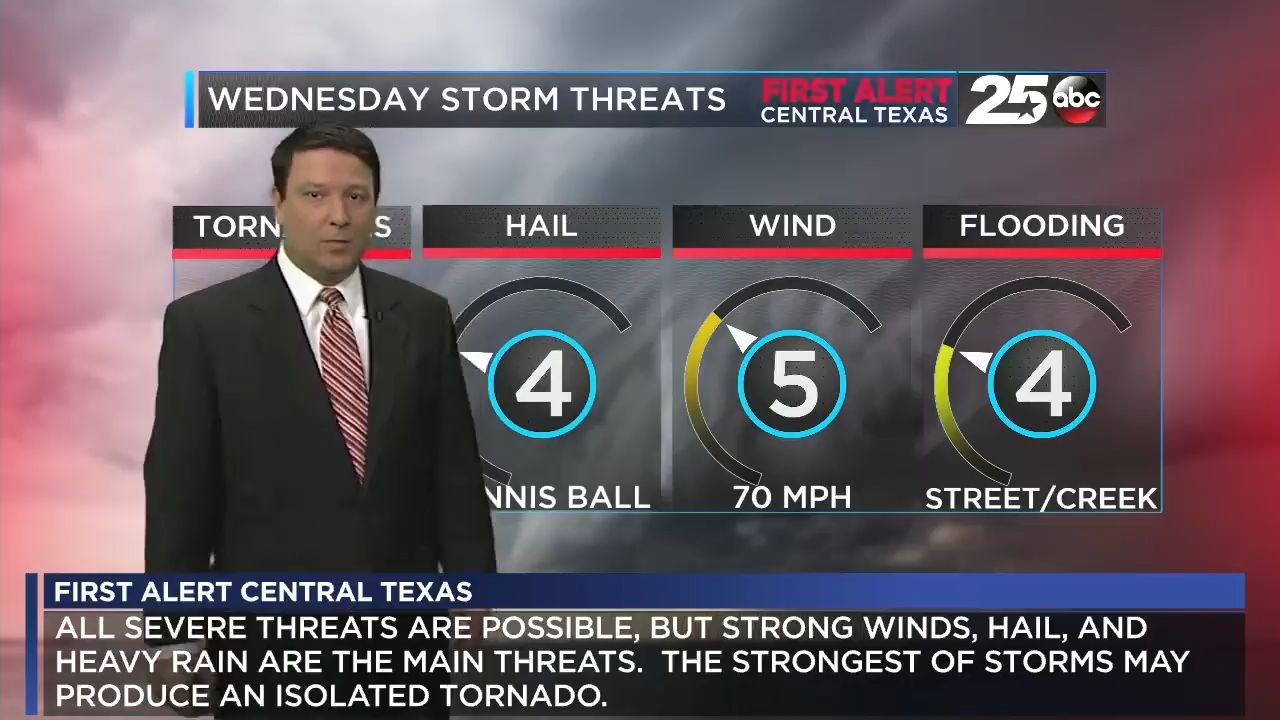 WEDNESDAY STORM THREATS
FIRST ALERT
CENTRAL TEXAS
25 abc
HAIL
WIND
FLOODING
4
5
4
70 MPH
STREET/CREEK
BALL
FIRST ALERT CENTRAL TEXAS
ALL SEVERE THREATS ARE POSSIBLE, BUT STRONG WINDS, HAIL, AND
HEAVY RAIN ARE THE MAIN THREATS. THE STRONGEST OF STORMS MAY
PRODUCE AN ISOLATED TORNADO.